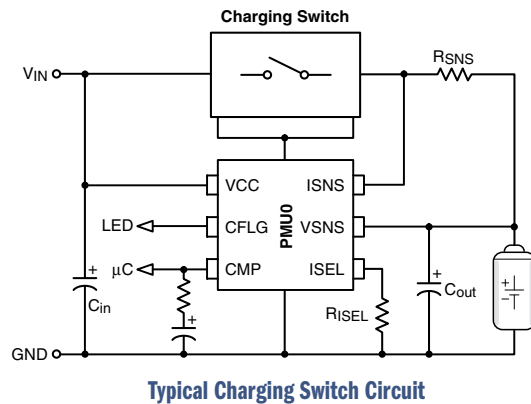 Charging Switch
VIN
RSNS
VCC
ISNS
LED
CFLG
PMU0
VSNS
μC
CMP
ISEL
+
Cin
+
RISEL
+
Cout
+
−
GND
Typical Charging Switch Circuit